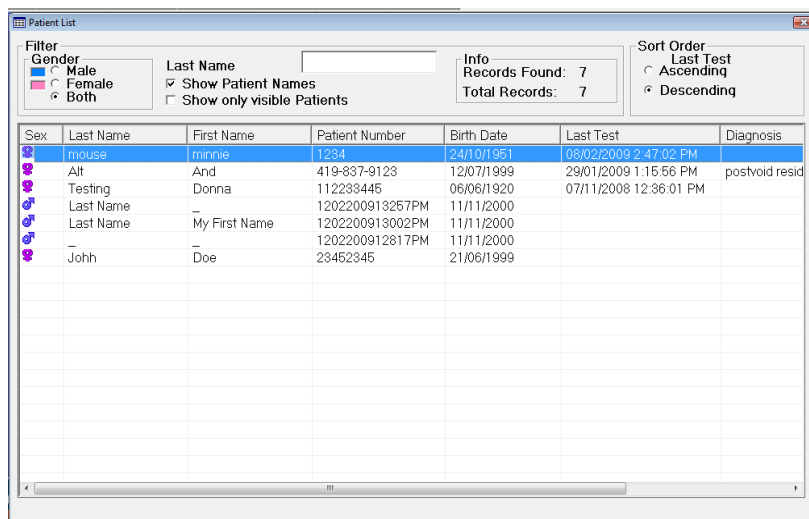 Patient List
Filter
Gender
Male
Female
Both
Last Name
Show Patient Names
Show only visible Patients
Info
Records Found: 7
Total Records: 7
Sort Order
Last Test
Ascending
Descending
Sex Last Name First Name Patient Number Birth Date Last Test Diagnosis
mouse minnie 1234 24/10/1951 08/02/2009 2:47:02 PM
Alt And 419-837-9123 12/07/1999 29/01/2009 1:15:56 PM postvoid resid
Testing Donna 112233445 06/06/1920 07/11/2008 12:36:01 PM
Last Name _ 1202200913257PM 11/11/2000
Last Name My First Name 1202200913002PM 11/11/2000
_ _ 1202200912817PM 11/11/2000
Johh Doe 23452345 21/06/1999